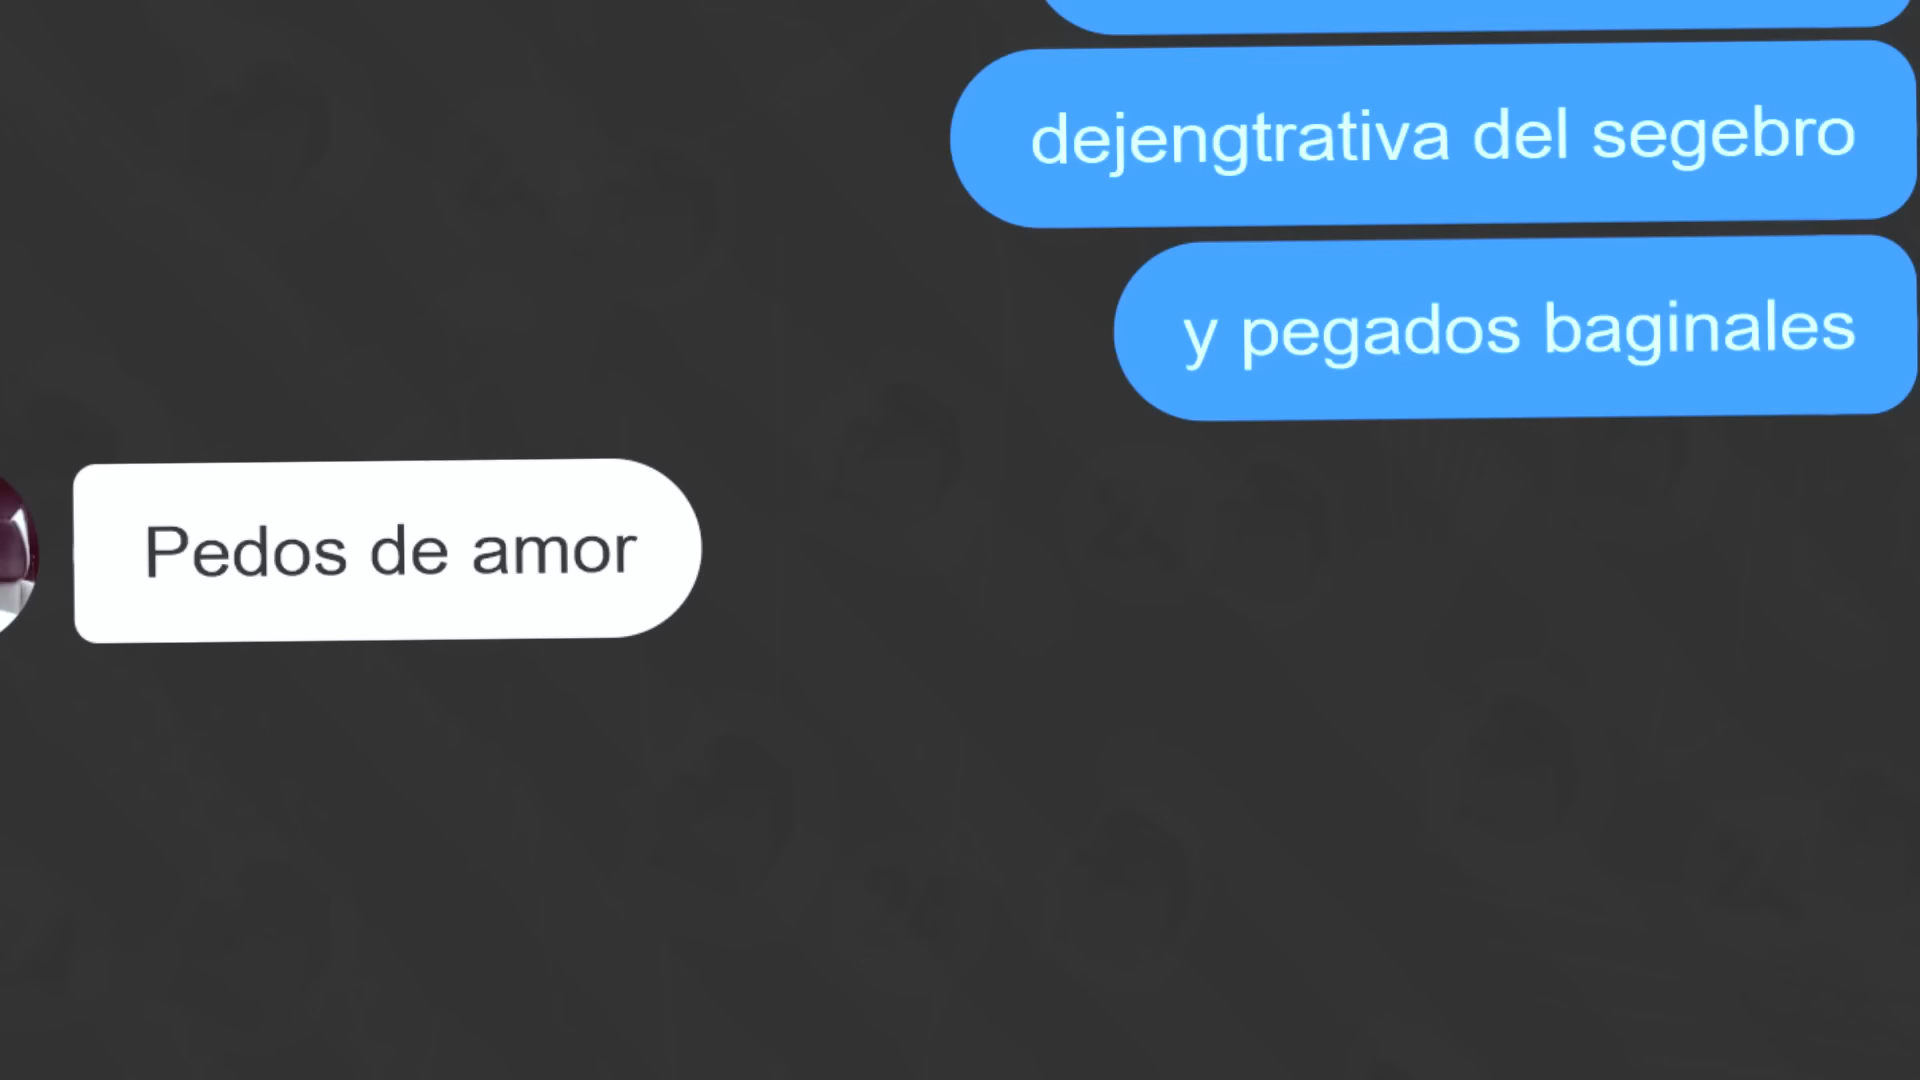 dejengtrativa del segebro
y pegados baginales
Pedos de amor